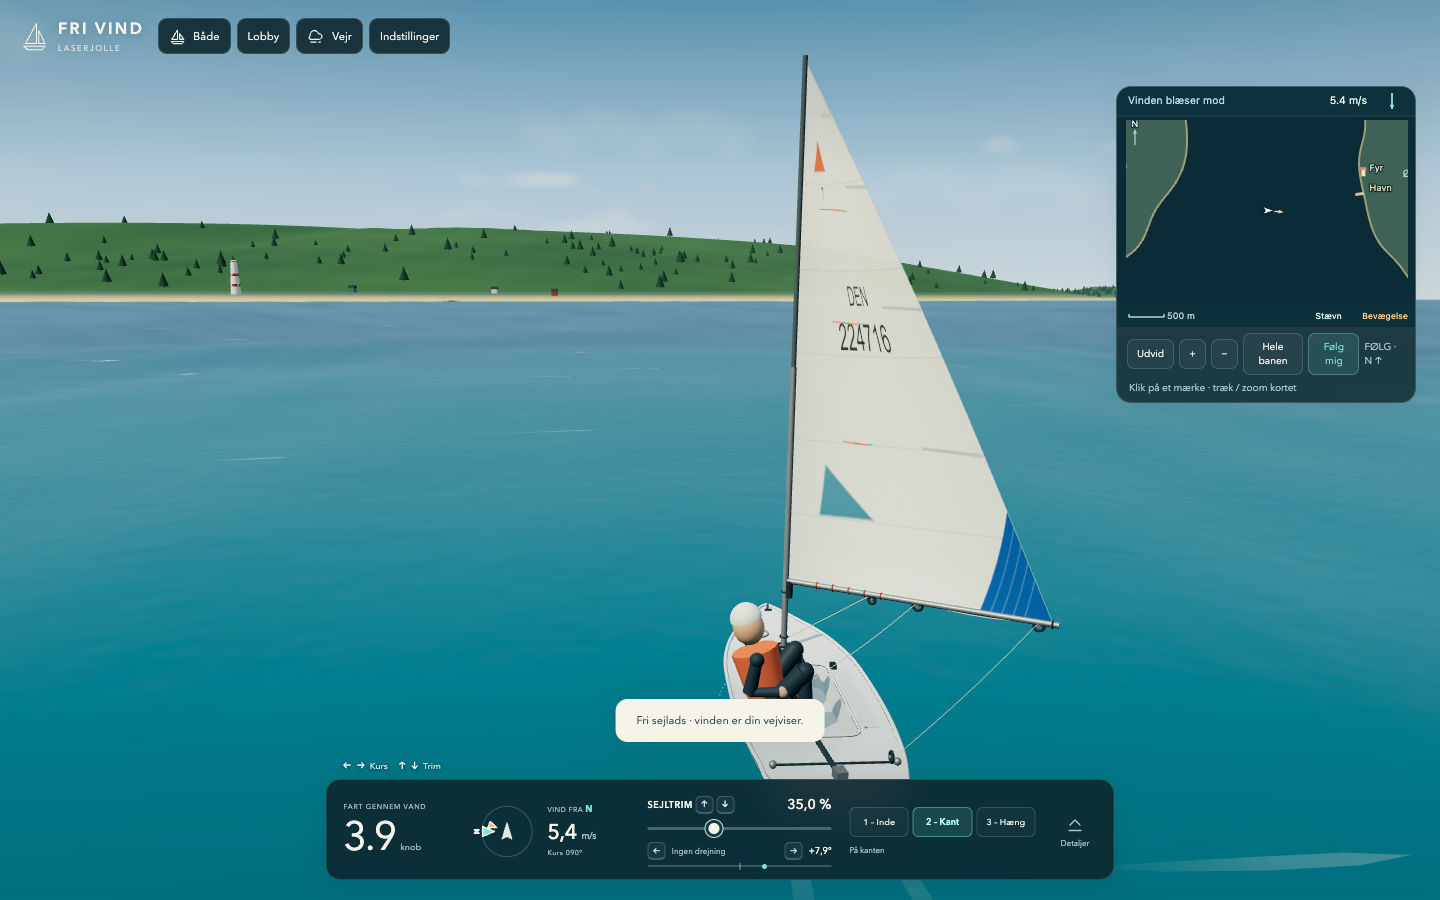 FRI VIND
LASERJOLLE
Både
Lobby
Vejr
Indstillinger
Vinden blæser mod 5.4 m/s
N
Fyr
Ø
Havn
500 m Stævn Bevægelse
Udvid + − Hele banen Følg mig FØLG · N ↑
Klik på et mærke · træk / zoom kortet
DEN
224716
Fri sejlads · vinden er din vejviser.
← → Kurs ↑ ↓ Trim
FART GENNEM VAND
3.9 knob
N
VIND FRA N
5,4 m/s
Kurs 090°
SEJLTRIM ↑ ↓ 35,0 %
← Ingen drejning → +7,9°
1 – Inde 2 – Kant 3 – Hæng
På kanten
Detaljer